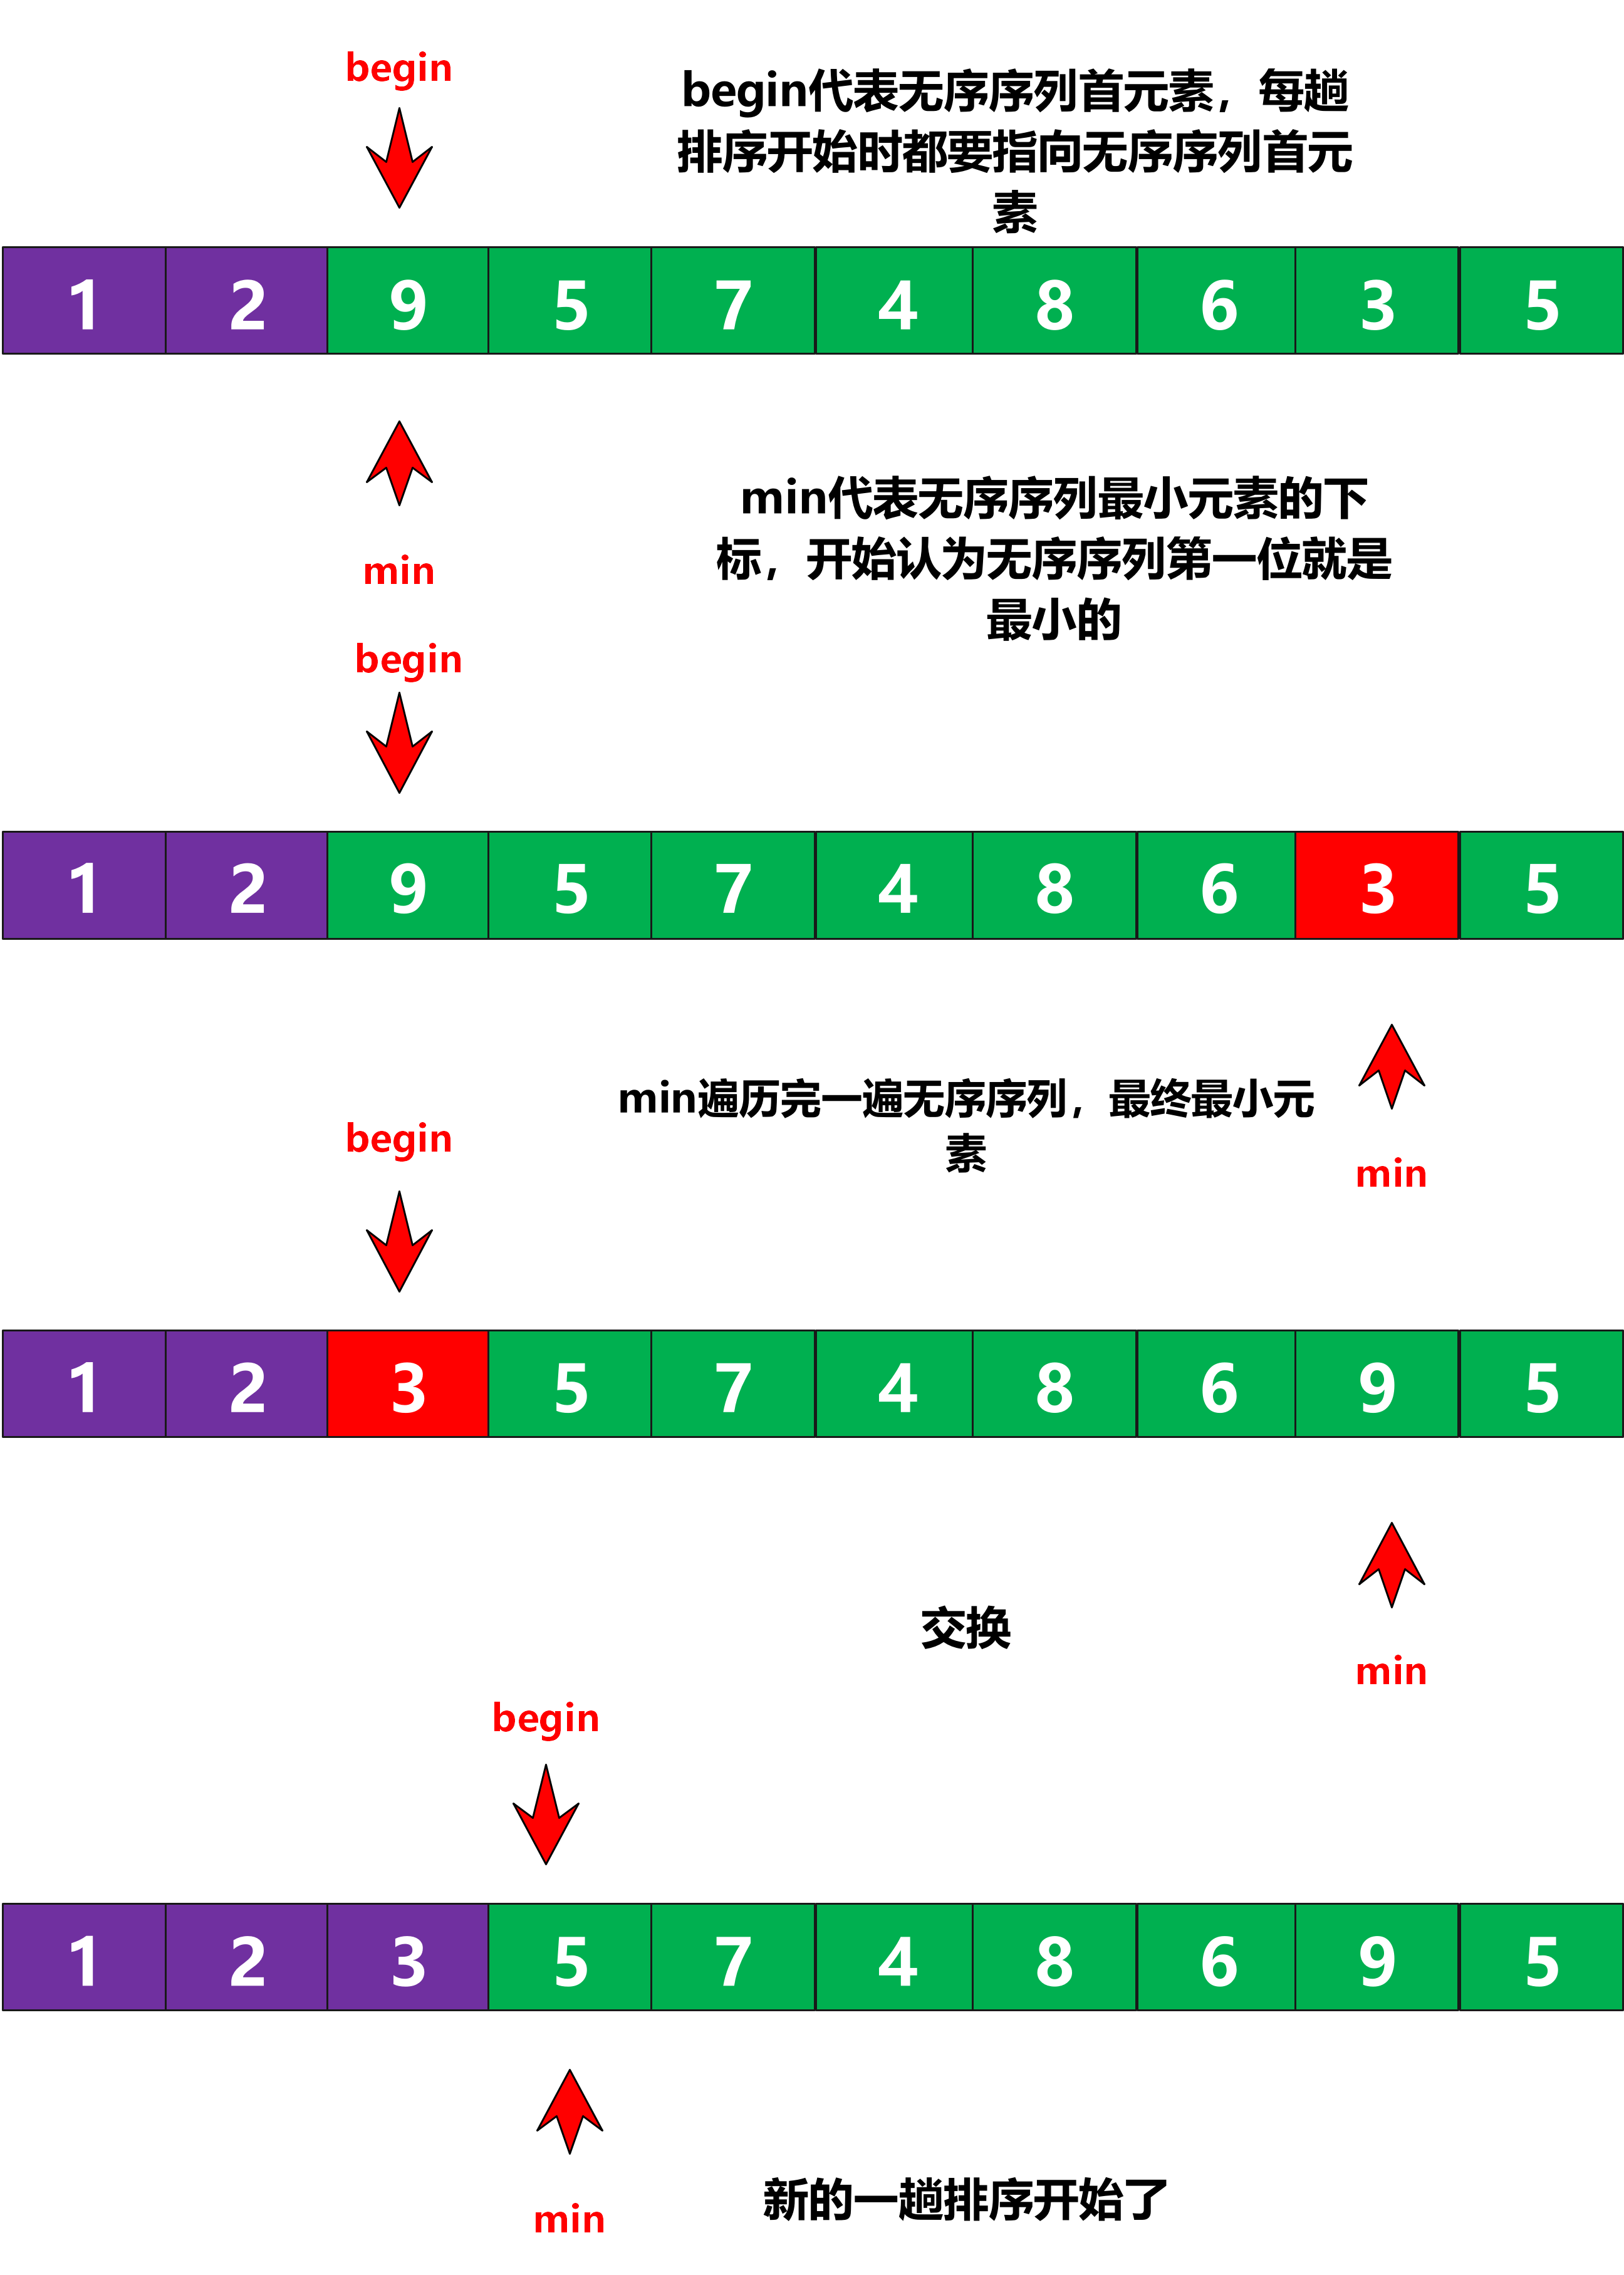 begin
begin代表无序序列首元素，每趟
排序开始时都要指向无序序列首元
素
1 2 9 5 7 4 8 6 3 5
min代表无序序列最小元素的下
标，开始认为无序序列第一位就是
最小的
min
begin
1 2 9 5 7 4 8 6 3 5
min遍历完一遍无序序列，最终最小元
素
begin
min
1 2 3 5 7 4 8 6 9 5
交换
min
begin
1 2 3 5 7 4 8 6 9 5
新的一趟排序开始了
min